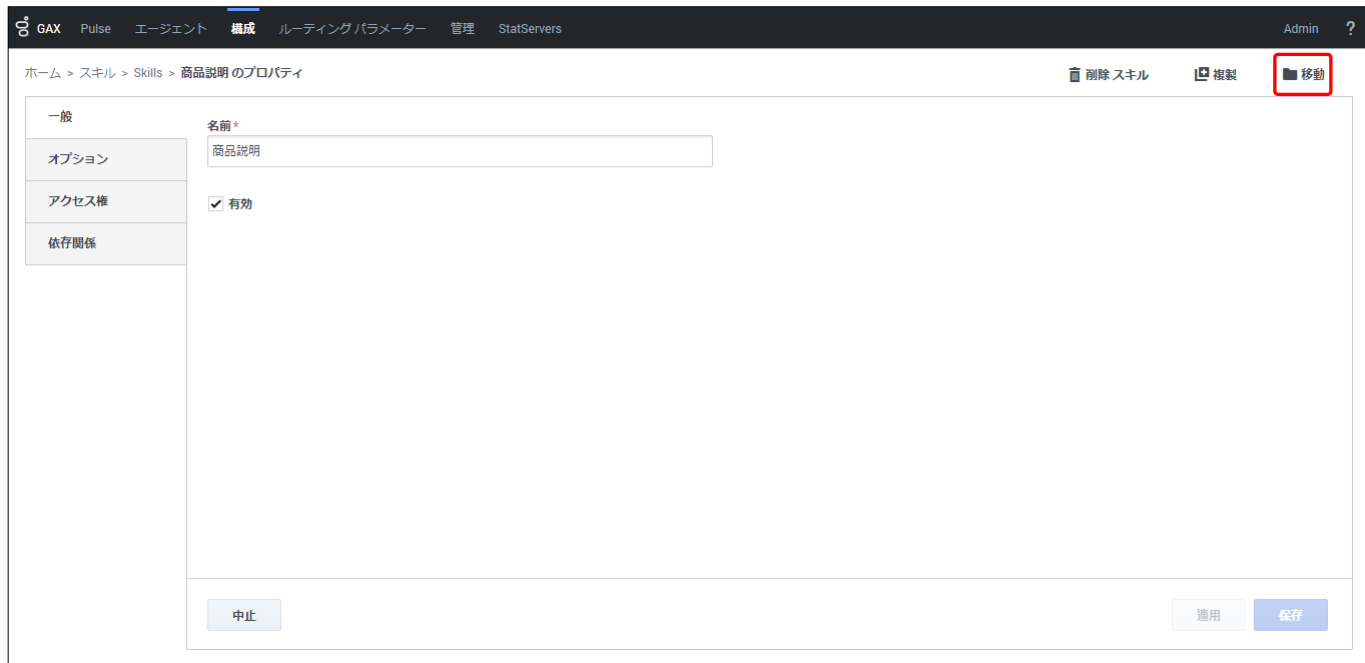 GAX Pulse エージェント 構成 ルーティング パラメーター 管理 StatServers Admin ?
ホーム > スキル > Skills > 商品説明 のプロパティ 削除 スキル 複製 移動
一般
オプション
アクセス権
依存関係
名前*
商品説明
有効
中止 適用 保存